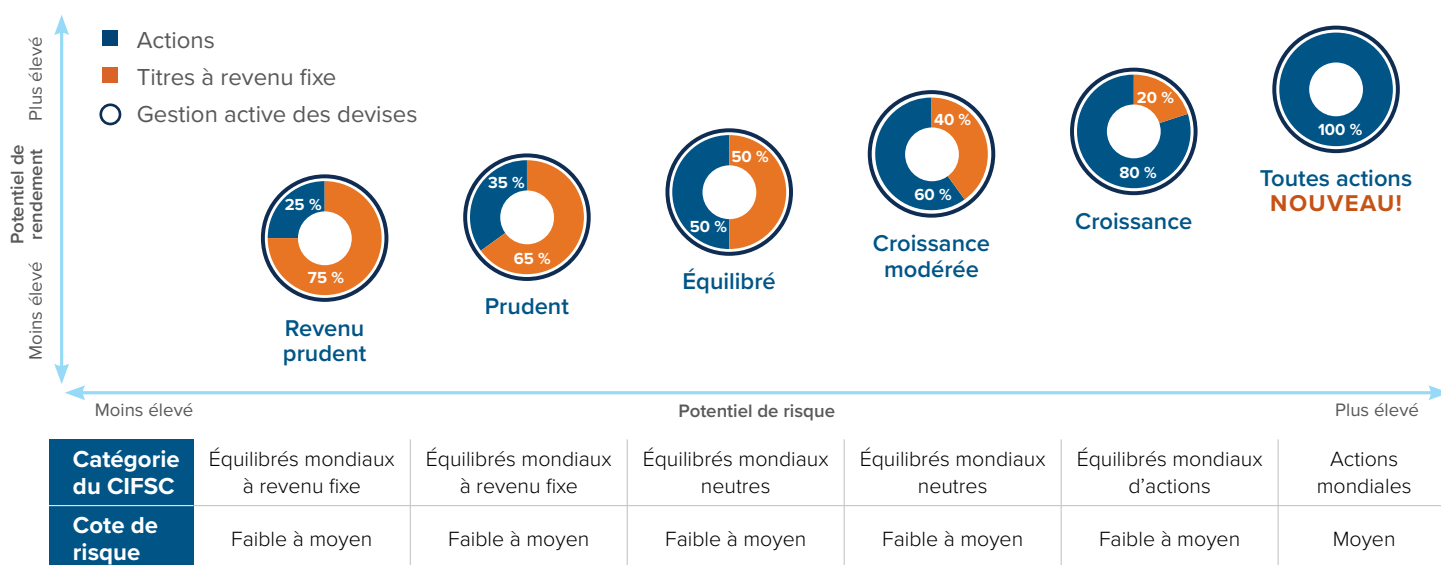 Plus élevé
Potentiel de
rendement
Moins élevé
Actions
Titres à revenu fixe
Gestion active des devises
25 %
75 %
Revenu
prudent
35 %
65 %
Prudent
50 %
50 %
Équilibré
40 %
60 %
Croissance
modérée
20 %
80 %
Croissance
100 %
Toutes actions
NOUVEAU!
Moins élevé
Potentiel de risque
Plus élevé
Catégorie
du CIFSC
Équilibrés mondiaux
à revenu fixe
Équilibrés mondiaux
à revenu fixe
Équilibrés mondiaux
neutres
Équilibrés mondiaux
neutres
Équilibrés mondiaux
d’actions
Actions
mondiales
Cote de
risque
Faible à moyen
Faible à moyen
Faible à moyen
Faible à moyen
Faible à moyen
Moyen